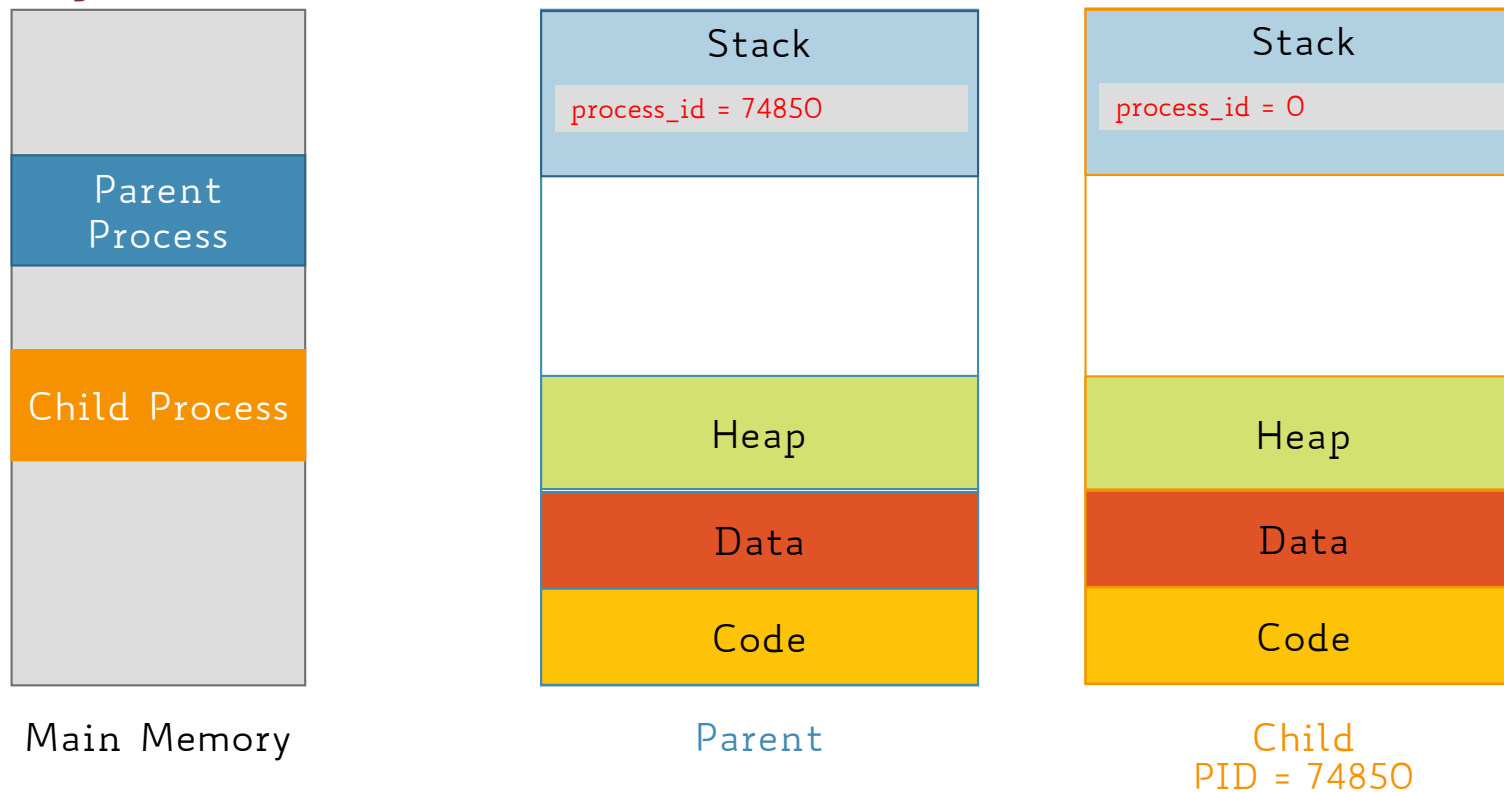 Parent
Process
Child Process
Main Memory
Stack
process_id = 74850
Heap
Data
Code
Parent
Stack
process_id = 0
Heap
Data
Code
Child
PID = 74850